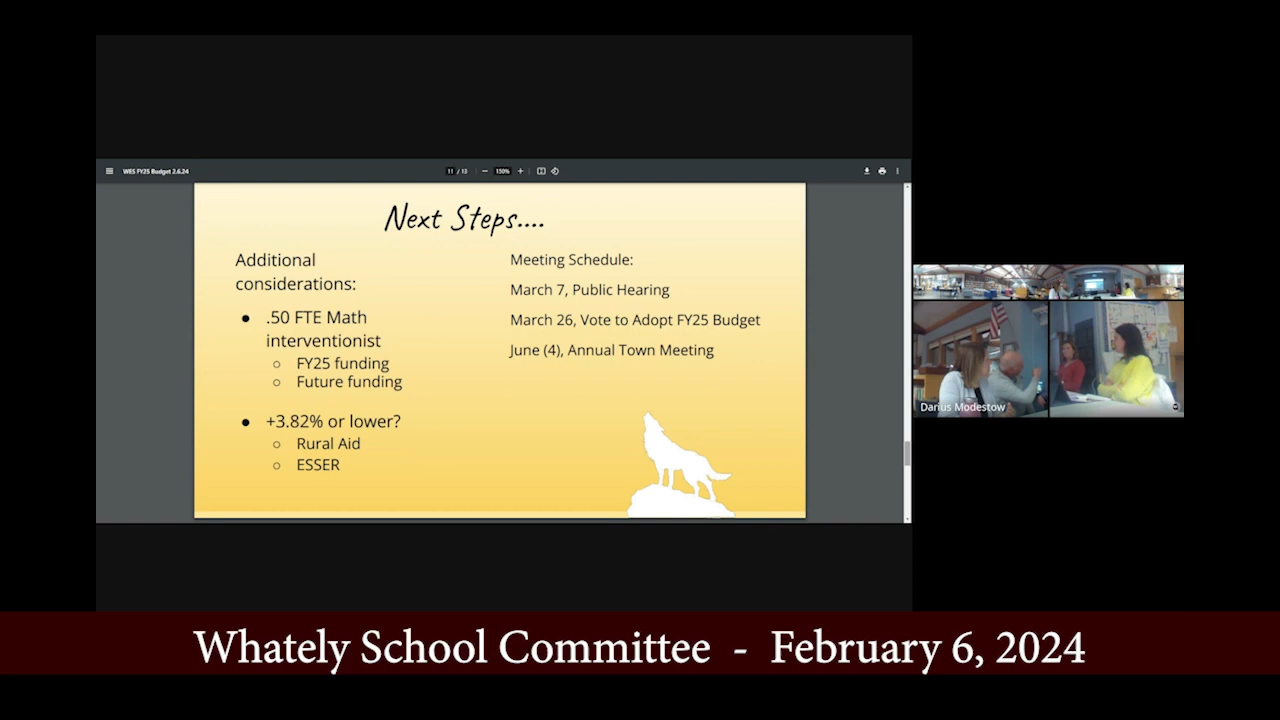 WES FY25 Budget 2.6.24
11 / 13
150%
Next Steps....
Additional
considerations:
.50 FTE Math
interventionist
FY25 funding
Future funding
+3.82% or lower?
Rural Aid
ESSER
Meeting Schedule:
March 7, Public Hearing
March 26, Vote to Adopt FY25 Budget
June (4), Annual Town Meeting
Darius Modestow
Whately School Committee - February 6, 2024